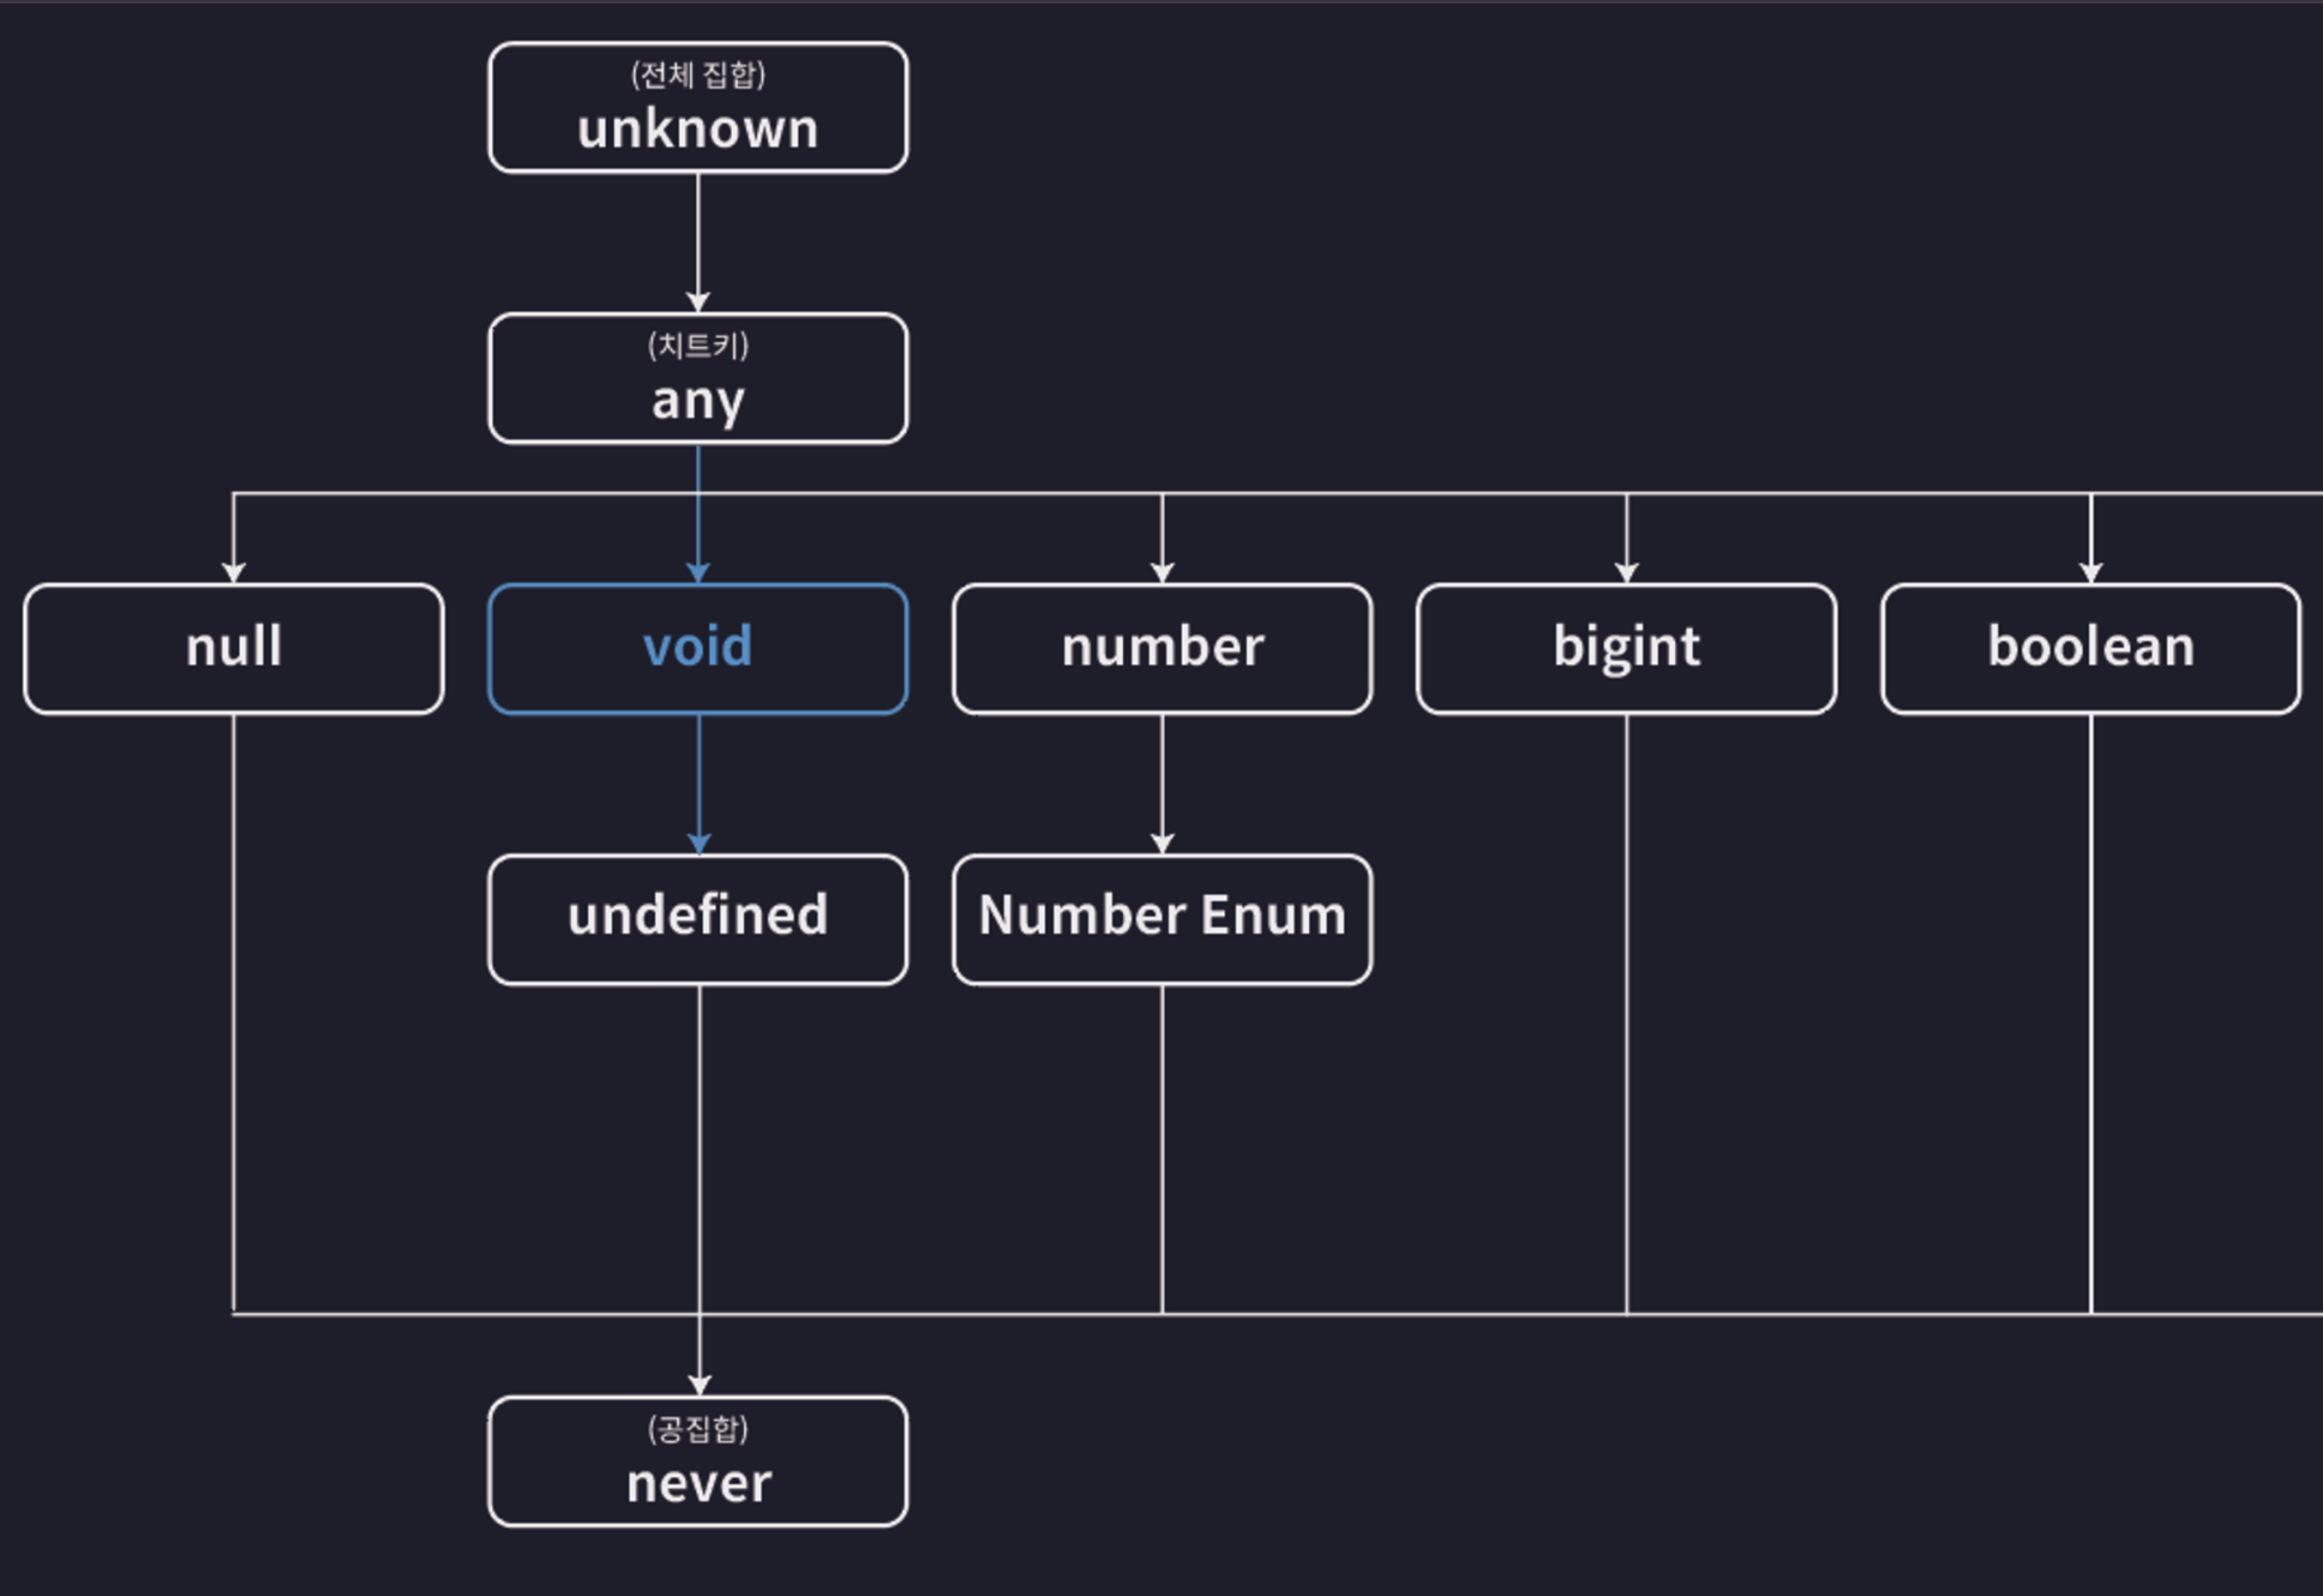 (전체 집합)
unknown
(치트키)
any
null
void
number
bigint
boolean
undefined
Number Enum
(공집합)
never